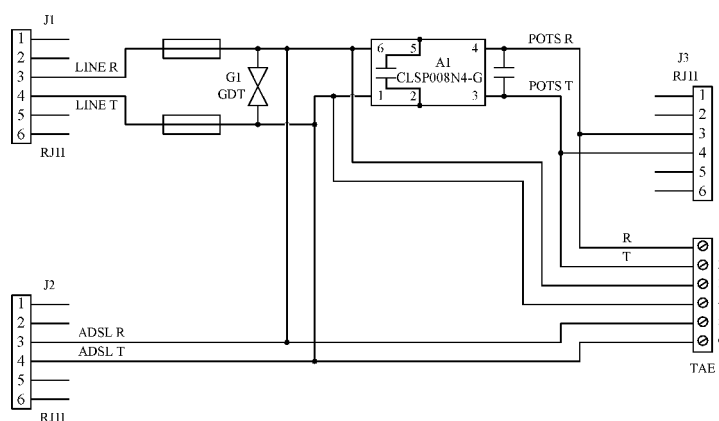 J1
1
2
3
4
5
6
RJ11
LINE R
LINE T
G1
GDT
6
5
4
A1
CLSP008N4-G
1
2
3
POTS R
POTS T
J3
RJ11
1
2
3
4
5
6
R
T
TAE
J2
1
2
3
4
5
6
RJ11
ADSL R
ADSL T